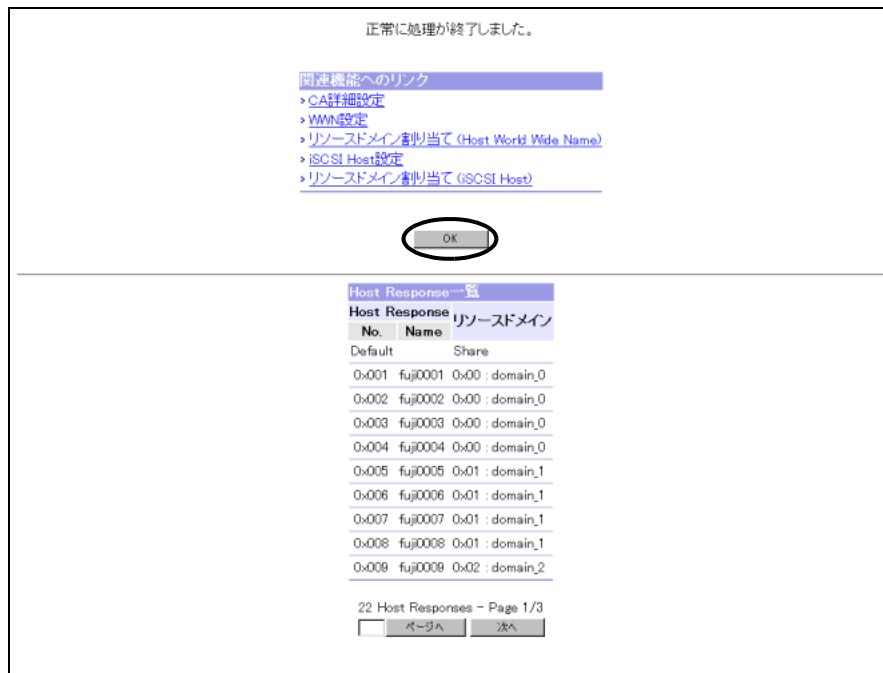 正常に処理が終了しました。
関連機能へのリンク
> CA詳細設定
> WWN設定
> リソースドメイン割り当て (Host World Wide Name)
> iSCSI Host設定
> リソースドメイン割り当て (iSCSI Host)
OK
Host Response一覧
Host Response リソースドメイン
No. Name
Default Share
0x001 fuji0001 0x00 : domain_0
0x002 fuji0002 0x00 : domain_0
0x003 fuji0003 0x00 : domain_0
0x004 fuji0004 0x00 : domain_0
0x005 fuji0005 0x01 : domain_1
0x006 fuji0006 0x01 : domain_1
0x007 fuji0007 0x01 : domain_1
0x008 fuji0008 0x01 : domain_1
0x009 fuji0009 0x02 : domain_2
22 Host Responses - Page 1/3
ページへ 次へ